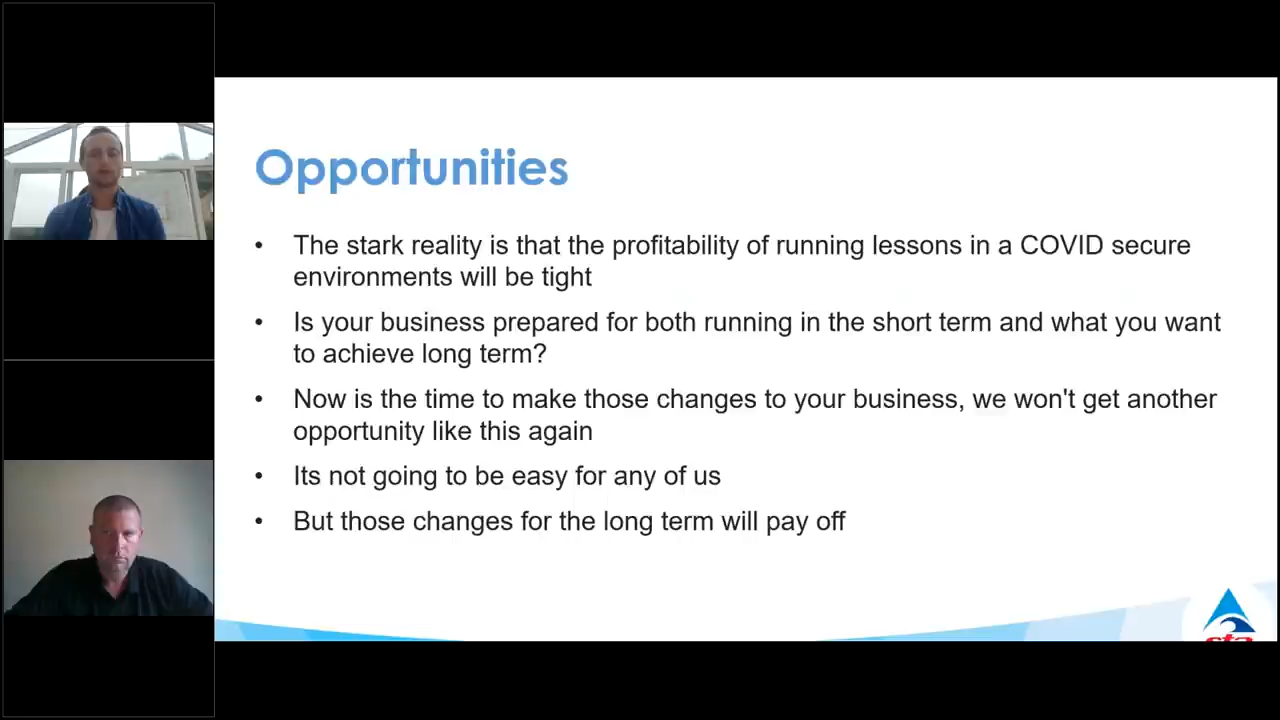 Opportunities
• The stark reality is that the profitability of running lessons in a COVID secure
environments will be tight
• Is your business prepared for both running in the short term and what you want
to achieve long term?
• Now is the time to make those changes to your business, we won't get another
opportunity like this again
• Its not going to be easy for any of us
• But those changes for the long term will pay off
sta